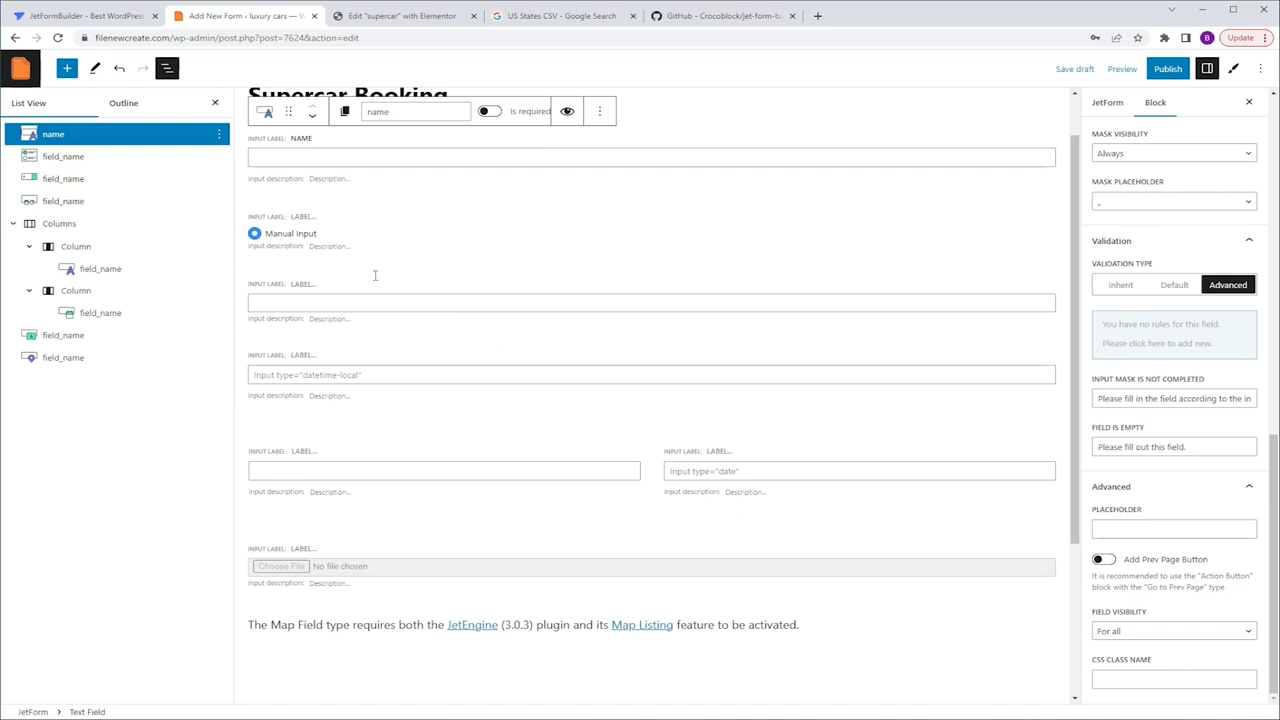 JetFormBuilder - Best WordPress
Add New Form ‹ luxury cars — W
Edit "supercar" with Elementor
US States CSV - Google Search
GitHub - Crocoblock/jet-form-bu
filenewcreate.com/wp-admin/post.php?post=7624&action=edit
B
Update
name
Is required
Save draft
Preview
Publish
List View
Outline
name
field_name
field_name
field_name
Columns
Column
field_name
Column
field_name
field_name
field_name
Supercar Booking
INPUT LABEL: NAME
input description: Description...
INPUT LABEL: LABEL...
Manual Input
input description: Description...
INPUT LABEL: LABEL...
input description: Description...
INPUT LABEL: LABEL...
Input type="datetime-local"
input description: Description...
INPUT LABEL: LABEL...
input description: Description...
INPUT LABEL: LABEL...
Input type="date"
input description: Description...
INPUT LABEL: LABEL...
Choose File No file chosen
input description: Description...
The Map Field type requires both the JetEngine (3.0.3) plugin and its Map Listing feature to be activated.
JetForm
Block
MASK VISIBILITY
Always
MASK PLACEHOLDER
_
Validation
VALIDATION TYPE
Inherit
Default
Advanced
You have no rules for this field.
Please click here to add new.
INPUT MASK IS NOT COMPLETED
Please fill in the field according to the in
FIELD IS EMPTY
Please fill out this field.
Advanced
PLACEHOLDER
Add Prev Page Button
It is recommended to use the "Action Button"
block with the "Go to Prev Page" type
FIELD VISIBILITY
For all
CSS CLASS NAME
JetForm > Text Field